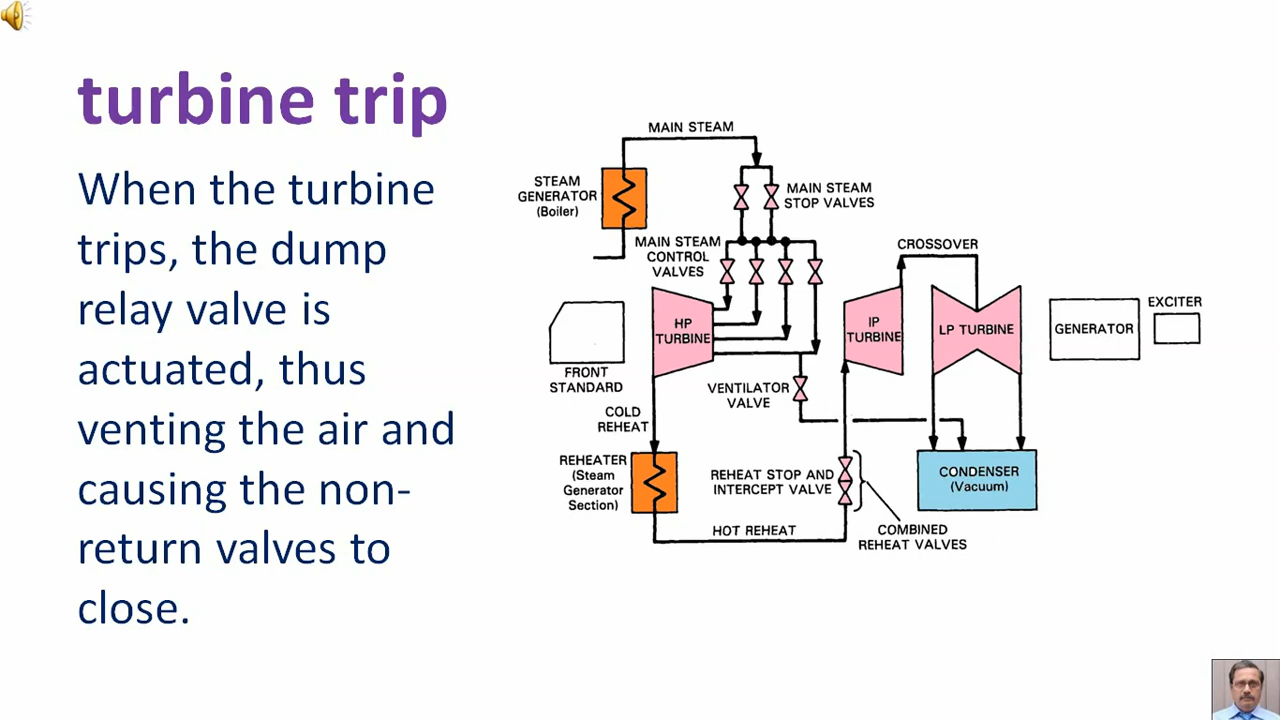 turbine trip
When the turbine
trips, the dump
relay valve is
actuated, thus
venting the air and
causing the non-
return valves to
close.
MAIN STEAM
STEAM
GENERATOR
(Boiler)
MAIN STEAM
STOP VALVES
MAIN STEAM
CONTROL
VALVES
CROSSOVER
HP
TURBINE
IP
TURBINE
LP TURBINE
GENERATOR
EXCITER
FRONT
STANDARD
VENTILATOR
VALVE
COLD
REHEAT
REHEATER
(Steam
Generator
Section)
REHEAT STOP AND
INTERCEPT VALVE
CONDENSER
(Vacuum)
HOT REHEAT
COMBINED
REHEAT VALVES